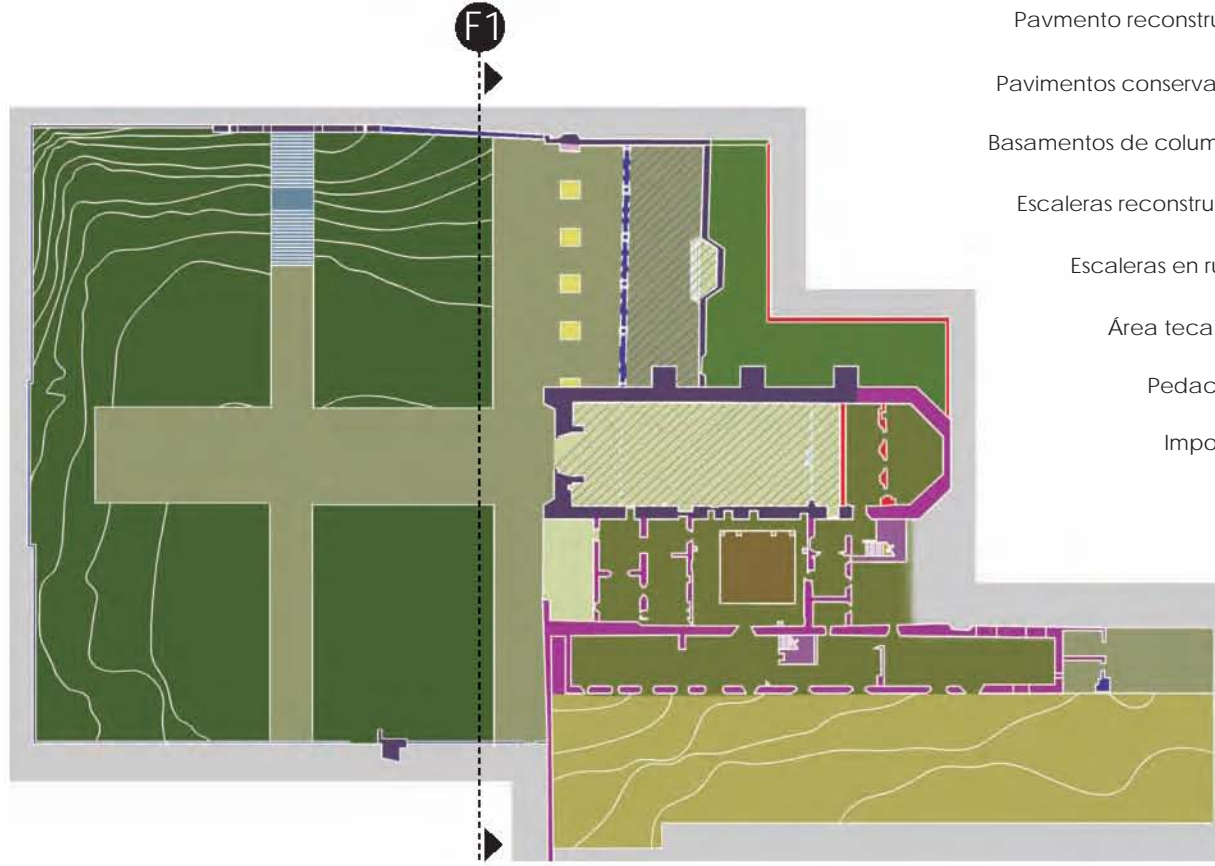 F1
Pavmento reconstru
Pavimentos conserva
Basamentos de colum
Escaleras reconstru
Escaleras en ru
Área teca
Pedac
Impo